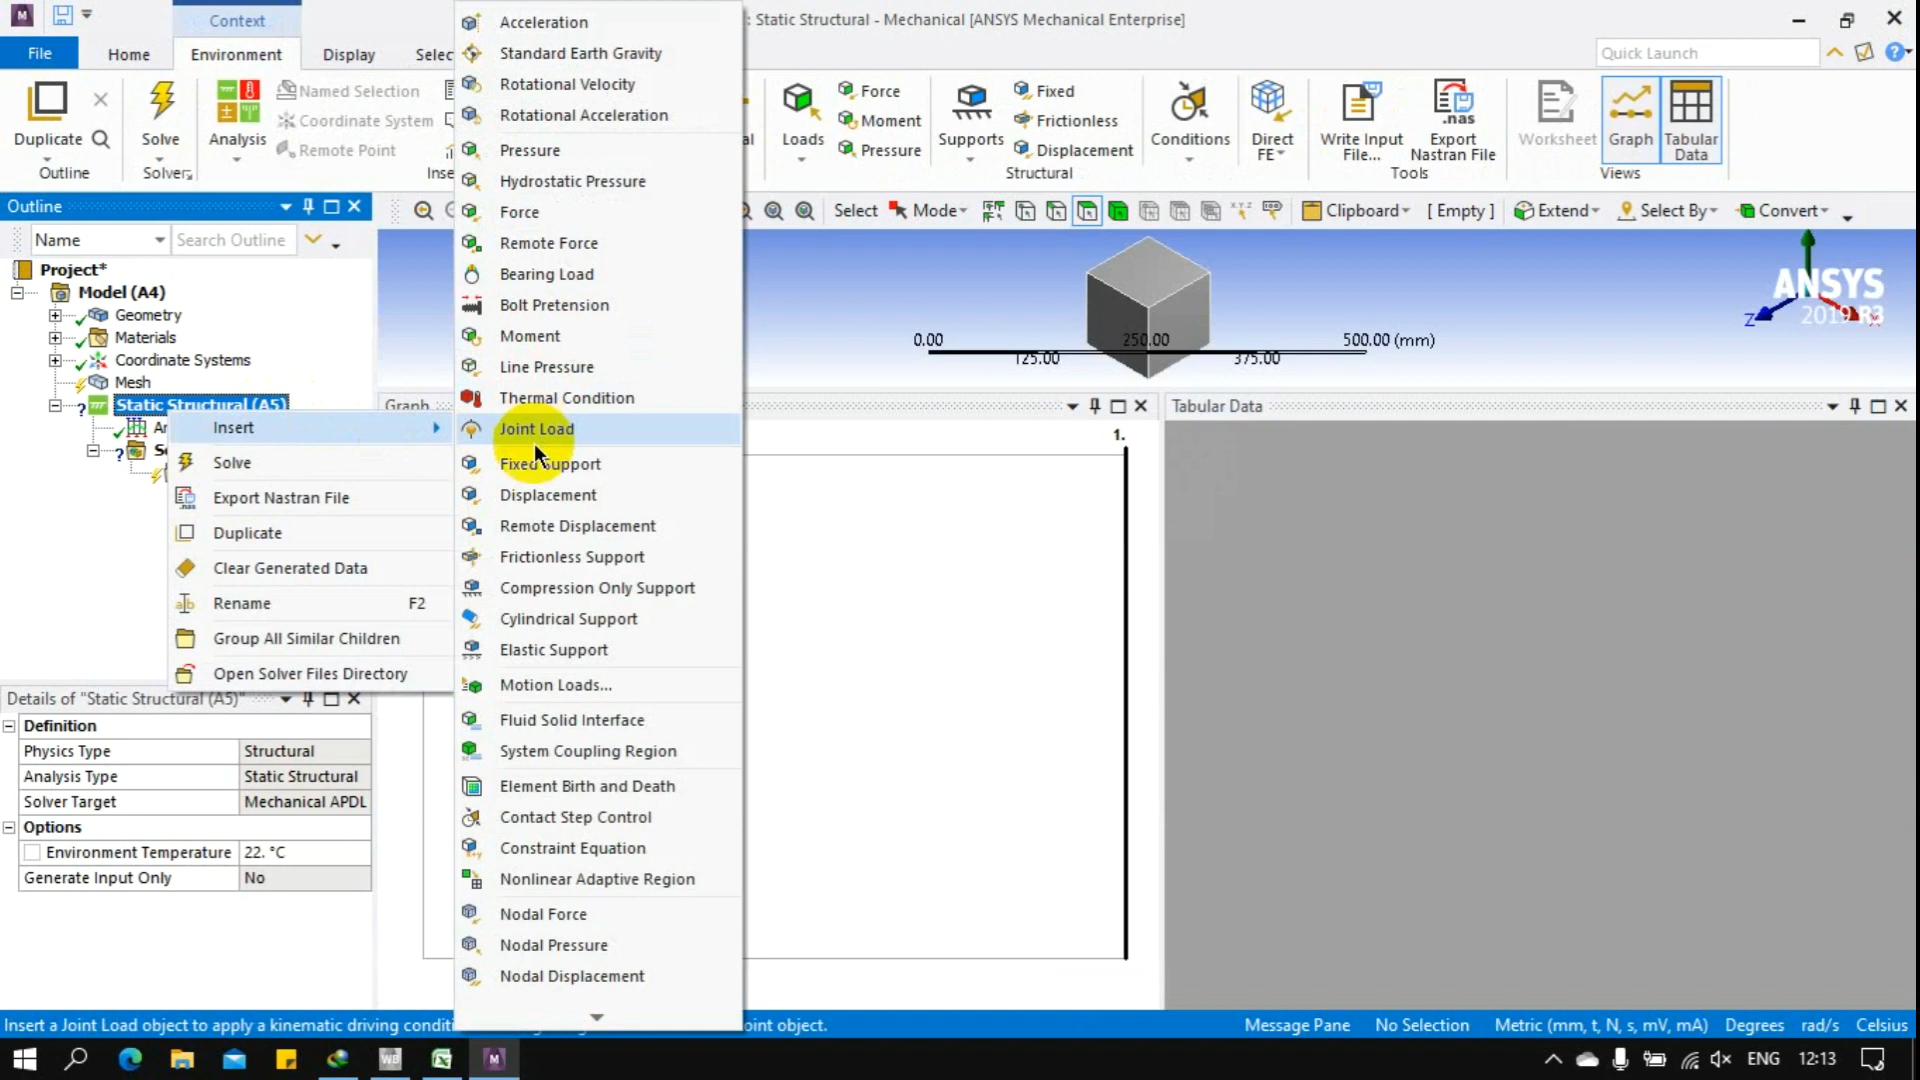 Context
: Static Structural - Mechanical [ANSYS Mechanical Enterprise]
File
Home
Environment
Display
Selec
Quick Launch
Duplicate
Outline
Solve
Solver
Analysis
Named Selection
Coordinate System
Remote Point
Inse
al
Loads
Force
Moment
Pressure
Supports
Fixed
Frictionless
Displacement
Structural
Conditions
Direct
FE
Write Input
File...
.nas
Export
Nastran File
Tools
Worksheet
Graph
Tabular
Data
Views
Outline
Name
Search Outline
Select
Mode
Clipboard
[ Empty ]
Extend
Select By
Convert
Project*
Model (A4)
Geometry
Materials
Coordinate Systems
Mesh
Static Structural (A5)
Insert
Solve
Export Nastran File
Duplicate
Clear Generated Data
Rename F2
Group All Similar Children
Open Solver Files Directory
Acceleration
Standard Earth Gravity
Rotational Velocity
Rotational Acceleration
Pressure
Hydrostatic Pressure
Force
Remote Force
Bearing Load
Bolt Pretension
Moment
Line Pressure
Thermal Condition
Joint Load
Fixed Support
Displacement
Remote Displacement
Frictionless Support
Compression Only Support
Cylindrical Support
Elastic Support
Motion Loads...
Fluid Solid Interface
System Coupling Region
Element Birth and Death
Contact Step Control
Constraint Equation
Nonlinear Adaptive Region
Nodal Force
Nodal Pressure
Nodal Displacement
0.00 250.00 500.00 (mm)
125.00 375.00
ANSYS
2019 R3
Z
Graph
1.
Tabular Data
Details of "Static Structural (A5)"
Definition
Physics Type Structural
Analysis Type Static Structural
Solver Target Mechanical APDL
Options
Environment Temperature 22. °C
Generate Input Only No
Insert a Joint Load object to apply a kinematic driving conditi
oint object.
Message Pane
No Selection
Metric (mm, t, N, s, mV, mA)
Degrees
rad/s
Celsius
ENG
12:13